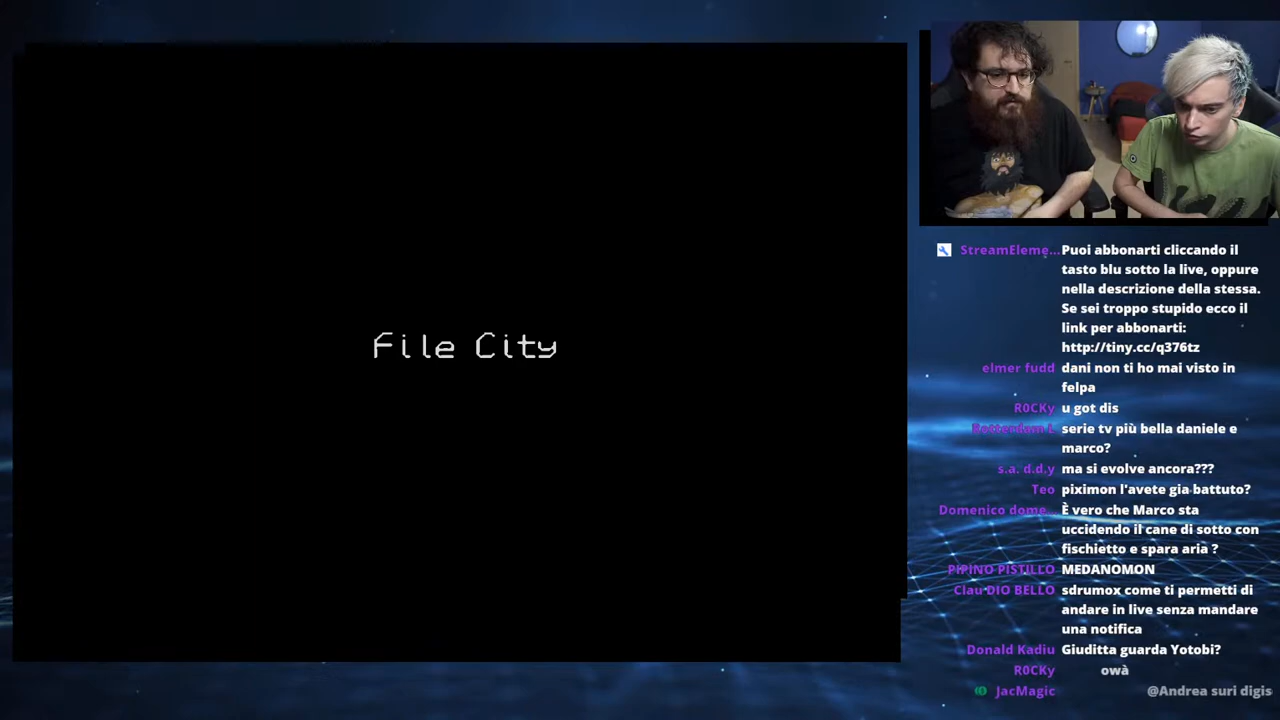 File City
StreamEleme... Puoi abbonarti cliccando il
tasto blu sotto la live, oppure
nella descrizione della stessa.
Se sei troppo stupido ecco il
link per abbonarti:
http://tiny.cc/q376tz
elmer fudd dani non ti ho mai visto in
felpa
R0CKy u got dis
serie tv più bella daniele e
marco?
s.a. d.d.y ma si evolve ancora???
Teo piximon l'avete gia battuto?
Domenico dome... È vero che Marco sta
uccidendo il cane di sotto con
fischietto e spara aria ?
PIPINO PISTILLO MEDANOMON
Clau DIO BELLO sdrumox come ti permetti di
andare in live senza mandare
una notifica
Donald Kadiu Giuditta guarda Yotobi?
R0CKy owà
JacMagic @Andrea suri digis